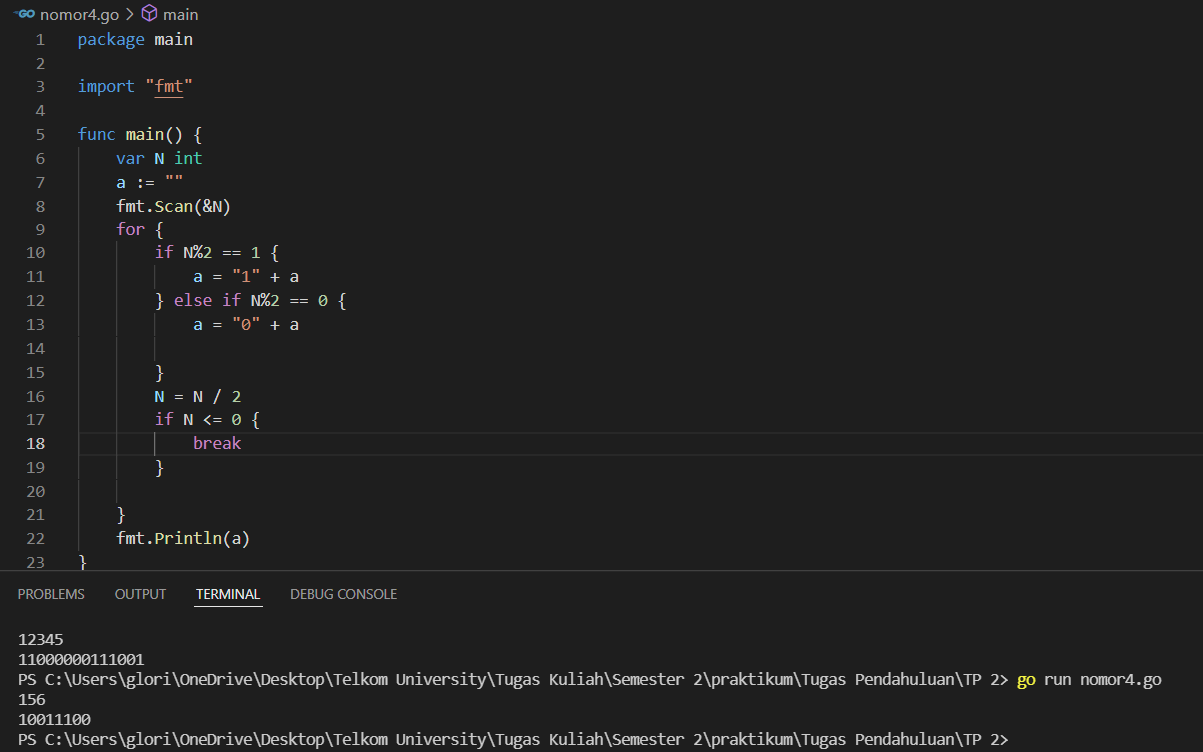 GO nomor4.go > main
1 package main
2
3 import "fmt"
4
5 func main() {
6 var N int
7 a := ""
8 fmt.Scan(&N)
9 for {
10 if N%2 == 1 {
11 a = "1" + a
12 } else if N%2 == 0 {
13 a = "0" + a
14
15 }
16 N = N / 2
17 if N <= 0 {
18 break
19 }
20
21 }
22 fmt.Println(a)
23 }
PROBLEMS OUTPUT TERMINAL DEBUG CONSOLE
12345
11000000111001
PS C:\Users\glori\OneDrive\Desktop\Telkom University\Tugas Kuliah\Semester 2\praktikum\Tugas Pendahuluan\TP 2> go run nomor4.go
156
10011100
PS C:\Users\glori\OneDrive\Desktop\Telkom University\Tugas Kuliah\Semester 2\praktikum\Tugas Pendahuluan\TP 2>